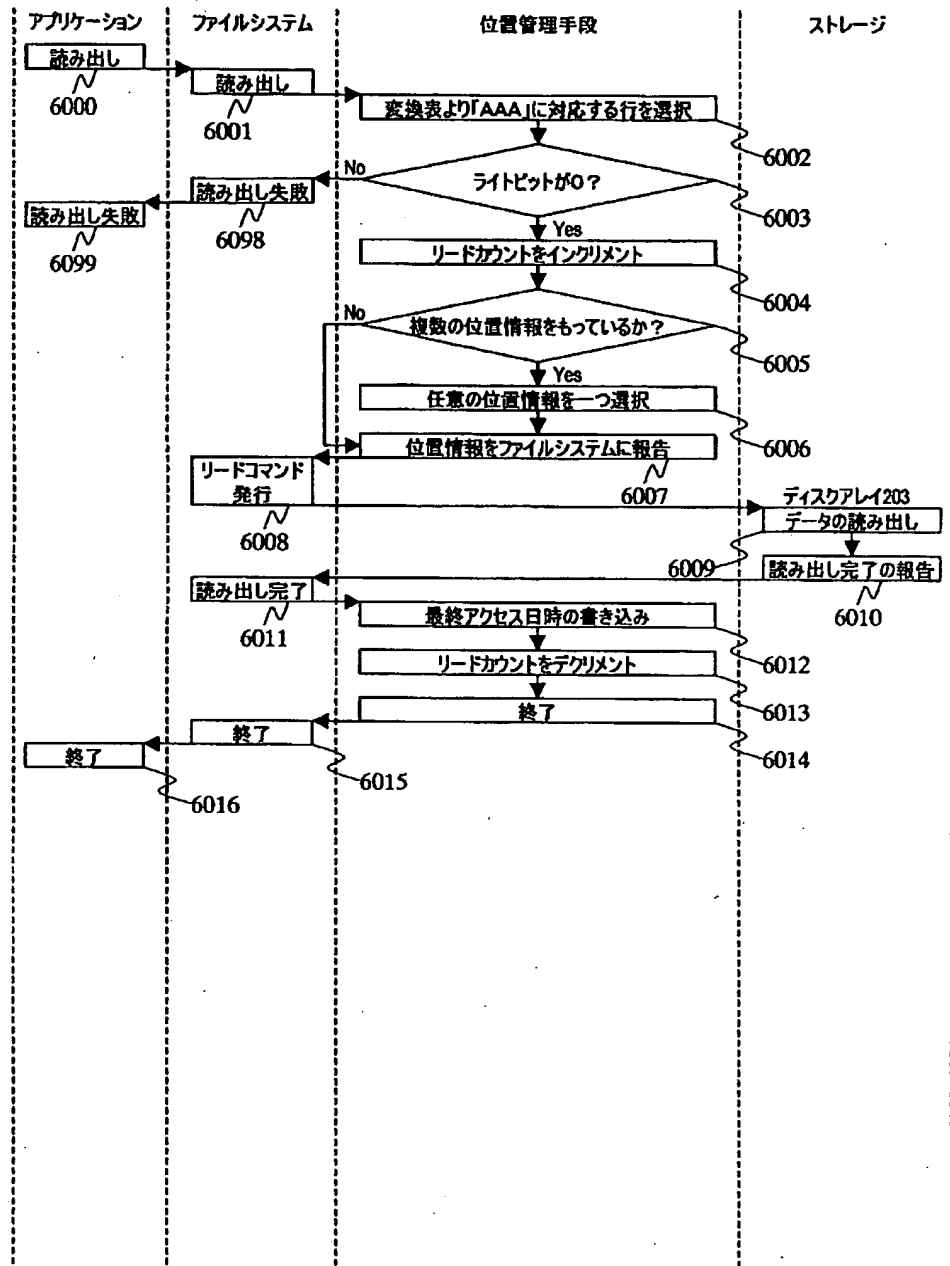 アプリケーション
ファイルシステム
位置管理手段
ストレージ
読み出し
6000
読み出し
6001
変換表より「AAA」に対応する行を選択
6002
ライトビットが0?
6003
No
読み出し失敗
6098
読み出し失敗
6099
Yes
リードカウントをインクリメント
6004
No
複数の位置情報をもっているか?
6005
Yes
任意の位置情報を一つ選択
6006
位置情報をファイルシステムに報告
6007
リードコマンド
発行
6008
ディスクアレイ203
データの読み出し
6009
読み出し完了の報告
6010
読み出し完了
6011
最終アクセス日時の書き込み
6012
リードカウントをデクリメント
6013
終了
6014
終了
6015
終了
6016